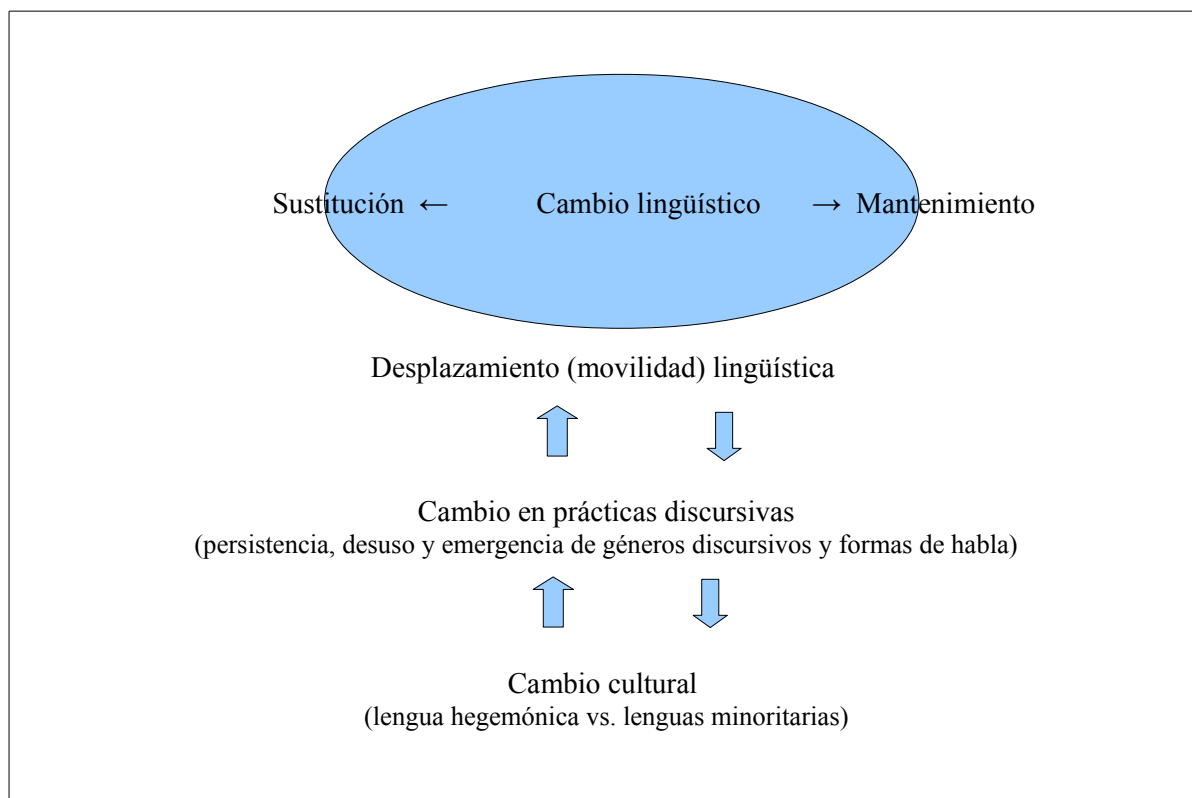 Sustitución ← Cambio lingüístico → Mantenimiento
Desplazamiento (movilidad) lingüística
Cambio en prácticas discursivas
(persistencia, desuso y emergencia de géneros discursivos y formas de habla)
Cambio cultural
(lengua hegemónica vs. lenguas minoritarias)